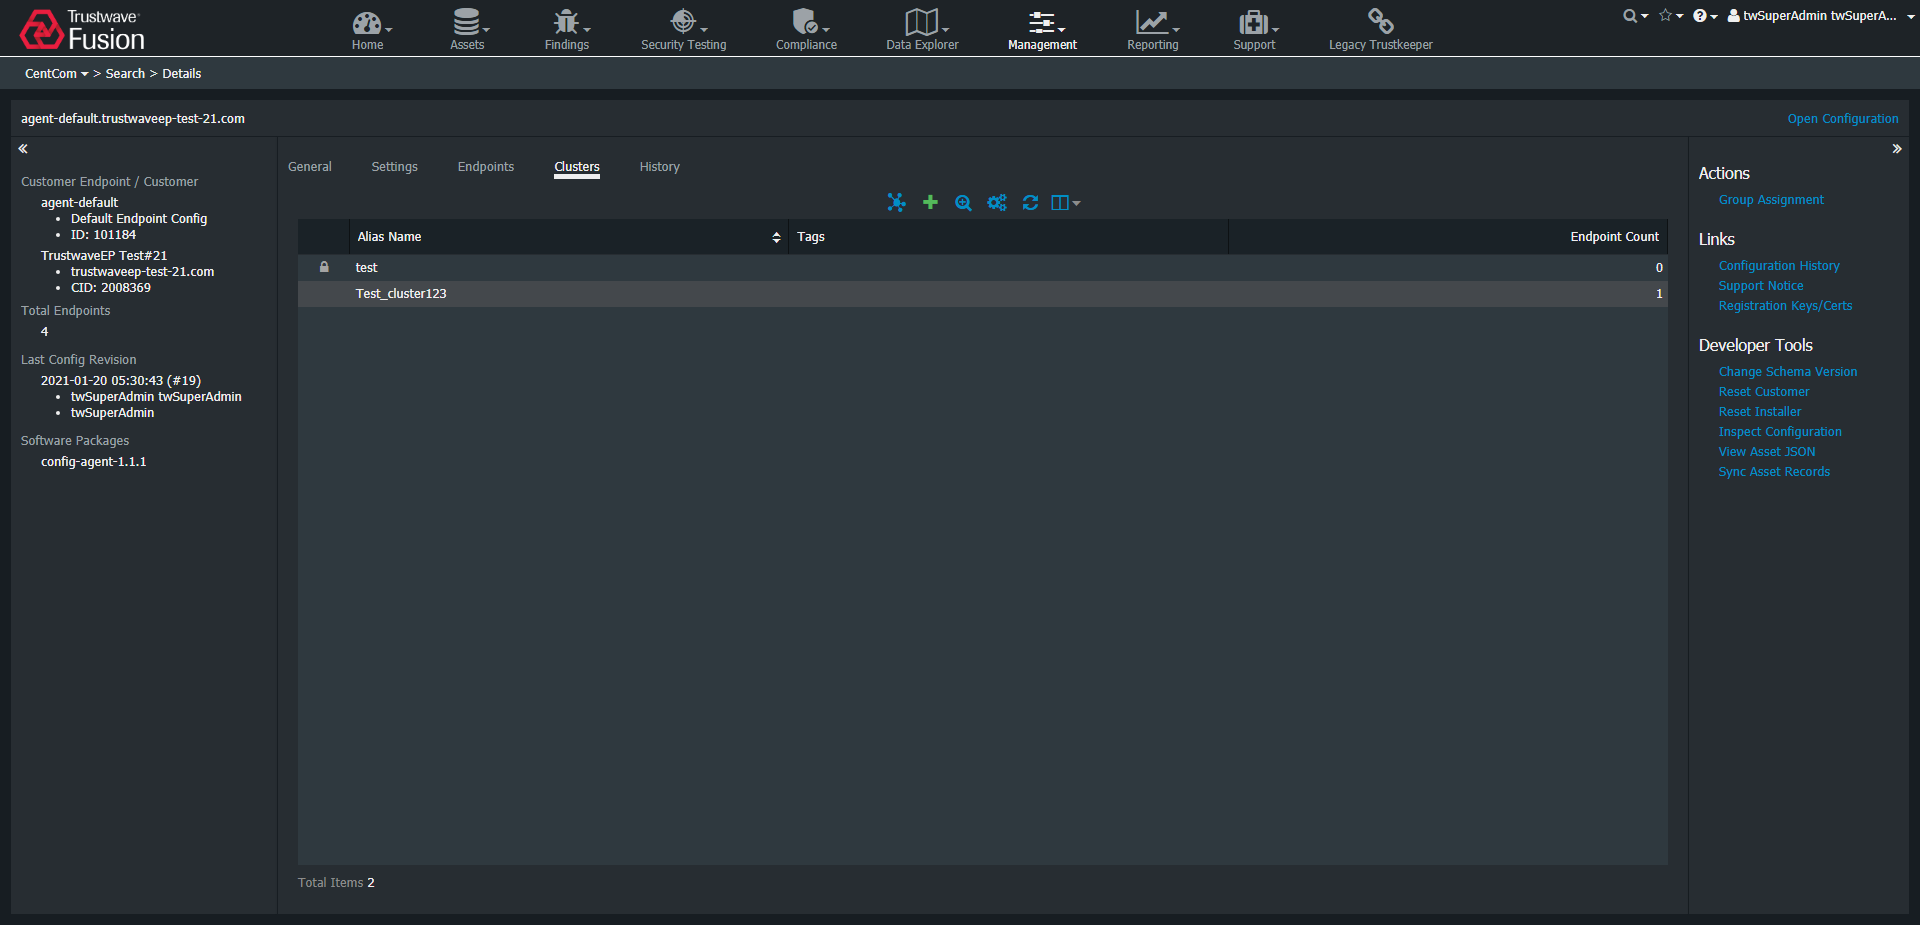 Trustwave®
Fusion
Home
Assets
Findings
Security Testing
Compliance
Data Explorer
Management
Reporting
Support
Legacy Trustkeeper
twSuperAdmin twSuperA...
CentCom > Search > Details
agent-default.trustwaveep-test-21.com
Open Configuration
Customer Endpoint / Customer
agent-default
• Default Endpoint Config
• ID: 101184
TrustwaveEP Test#21
• trustwaveep-test-21.com
• CID: 2008369
Total Endpoints
4
Last Config Revision
2021-01-20 05:30:43 (#19)
• twSuperAdmin twSuperAdmin
• twSuperAdmin
Software Packages
config-agent-1.1.1
General Settings Endpoints Clusters History
Alias Name Tags Endpoint Count
test 0
Test_cluster123 1
Total Items 2
Actions
Group Assignment
Links
Configuration History
Support Notice
Registration Keys/Certs
Developer Tools
Change Schema Version
Reset Customer
Reset Installer
Inspect Configuration
View Asset JSON
Sync Asset Records